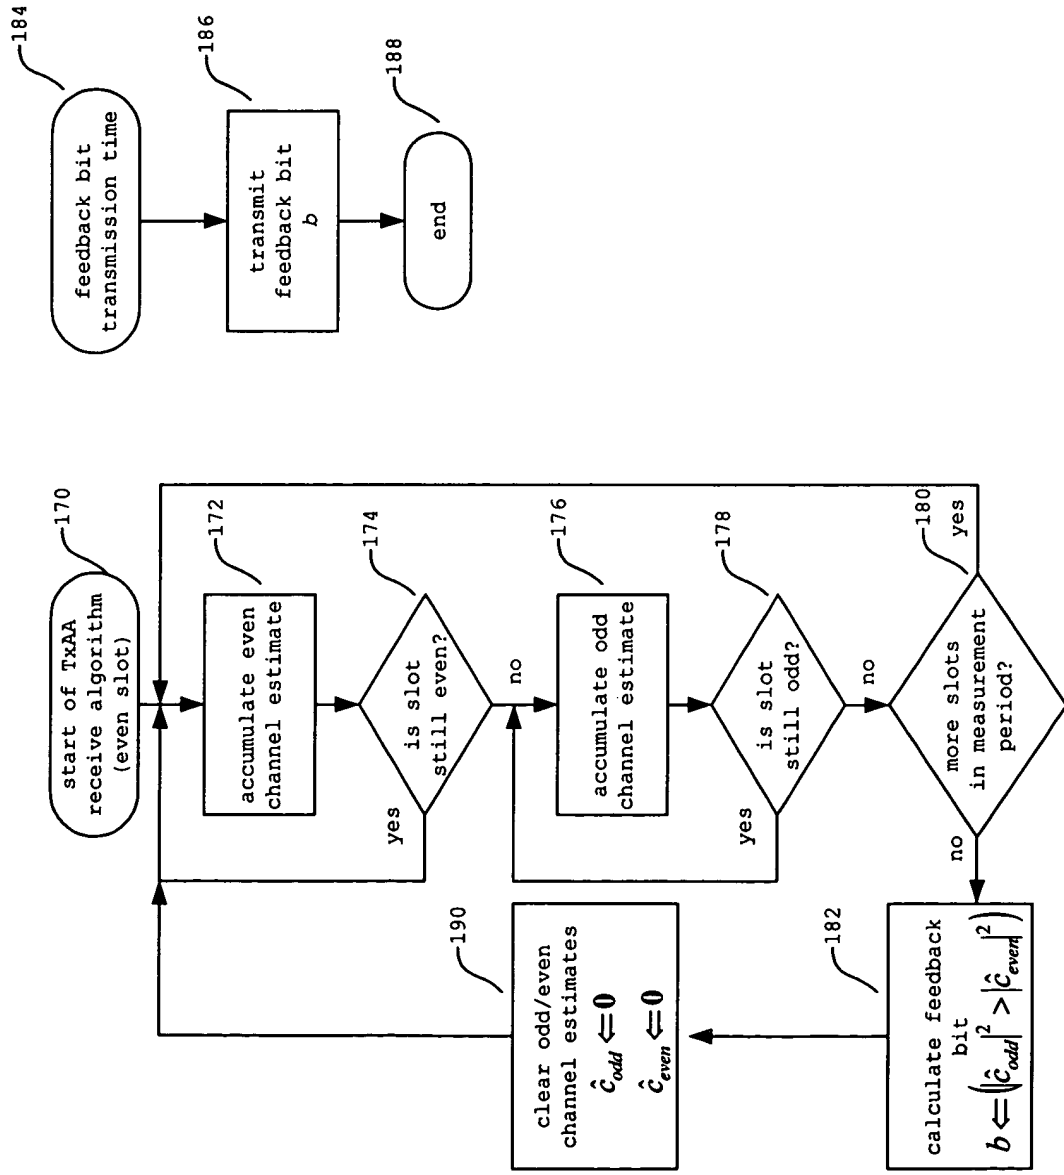 start of TxAA
receive algorithm
(even slot)
170
accumulate even
channel estimate
172
is slot
still even?
174
yes
no
accumulate odd
channel estimate
176
is slot
still odd?
178
yes
no
more slots
in measurement
period?
180
yes
no
calculate feedback
bit
b ⇐ (|ĉ_odd|² > |ĉ_even|²)
182
clear odd/even
channel estimates
ĉ_odd ⇐ 0
ĉ_even ⇐ 0
190
feedback bit
transmission time
184
transmit
feedback bit
b
186
end
188